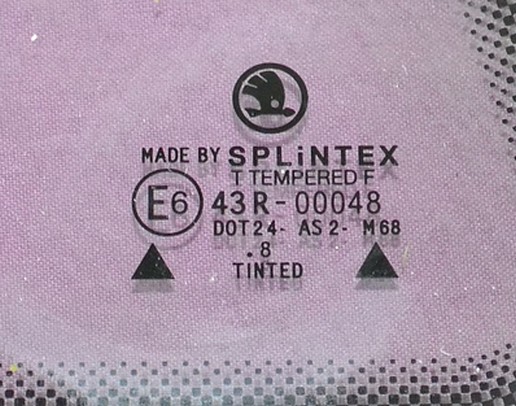 MADE BY SPLiNTEX
T TEMPERED F
E6 43R-00048
DOT24- AS2- M68
.8
TINTED